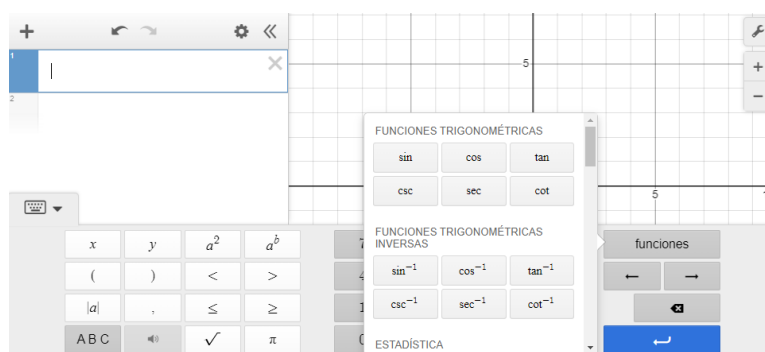 1
2
5
5
FUNCIONES TRIGONOMÉTRICAS
sin cos tan
csc sec cot
FUNCIONES TRIGONOMÉTRICAS
INVERSAS
sin⁻¹ cos⁻¹ tan⁻¹
csc⁻¹ sec⁻¹ cot⁻¹
ESTADÍSTICA
x y a² aᵇ
( ) < >
|a| , ≤ ≥
A B C √ π
funciones